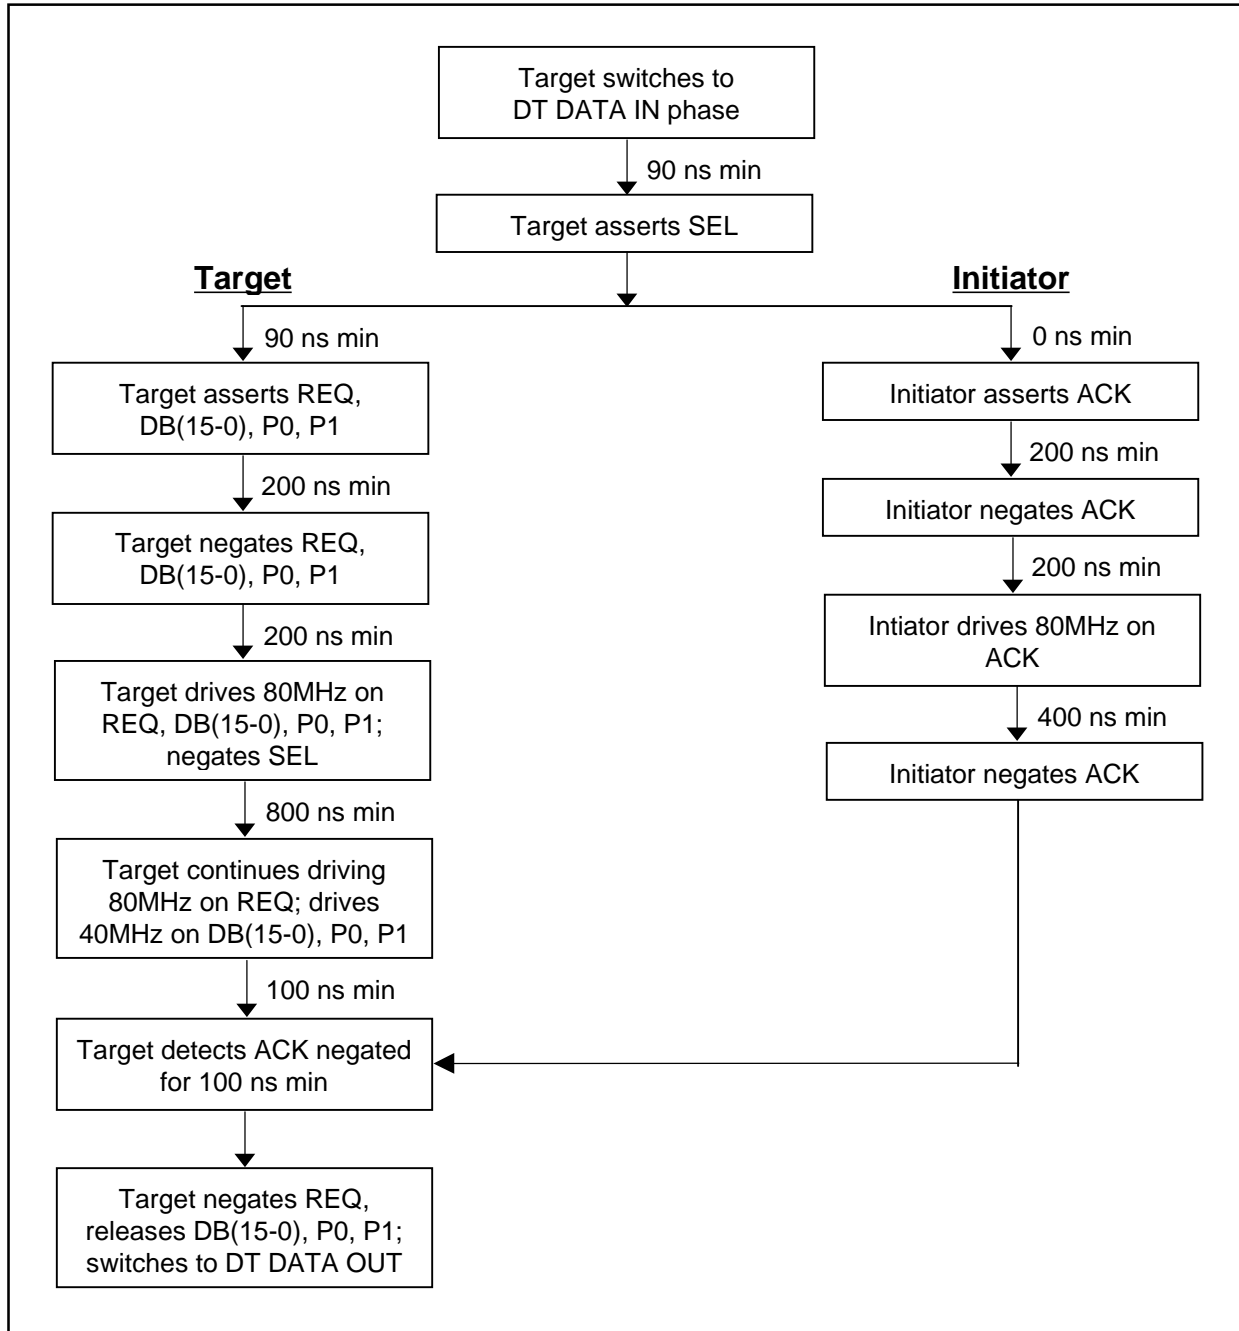 Target switches to
DT DATA IN phase
90 ns min
Target asserts SEL
Target
90 ns min
Target asserts REQ,
DB(15-0), P0, P1
200 ns min
Target negates REQ,
DB(15-0), P0, P1
200 ns min
Target drives 80MHz on
REQ, DB(15-0), P0, P1;
negates SEL
800 ns min
Target continues driving
80MHz on REQ; drives
40MHz on DB(15-0), P0, P1
100 ns min
Target detects ACK negated
for 100 ns min
Target negates REQ,
releases DB(15-0), P0, P1;
switches to DT DATA OUT
Initiator
0 ns min
Initiator asserts ACK
200 ns min
Initiator negates ACK
200 ns min
Intiator drives 80MHz on
ACK
400 ns min
Initiator negates ACK